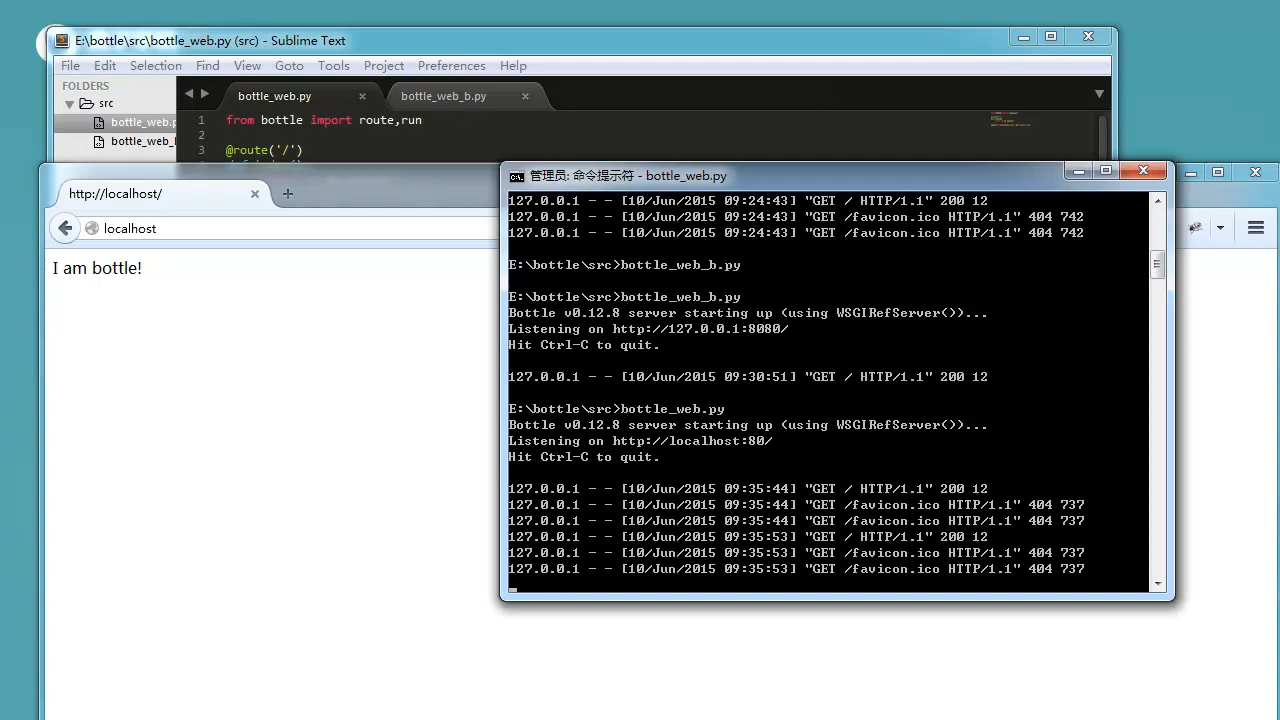 E:\bottle\src\bottle_web.py (src) - Sublime Text
File Edit Selection Find View Goto Tools Project Preferences Help
FOLDERS
src
bottle_web.p
bottle_web_
bottle_web.py
bottle_web_b.py
1 from bottle import route,run
2
3 @route('/')
http://localhost/
localhost
I am bottle!
管理员: 命令提示符 - bottle_web.py
127.0.0.1 - - [10/Jun/2015 09:24:43] "GET / HTTP/1.1" 200 12
127.0.0.1 - - [10/Jun/2015 09:24:43] "GET /favicon.ico HTTP/1.1" 404 742
127.0.0.1 - - [10/Jun/2015 09:24:43] "GET /favicon.ico HTTP/1.1" 404 742
E:\bottle\src>bottle_web_b.py
E:\bottle\src>bottle_web_b.py
Bottle v0.12.8 server starting up (using WSGIRefServer())...
Listening on http://127.0.0.1:8080/
Hit Ctrl-C to quit.
127.0.0.1 - - [10/Jun/2015 09:30:51] "GET / HTTP/1.1" 200 12
E:\bottle\src>bottle_web.py
Bottle v0.12.8 server starting up (using WSGIRefServer())...
Listening on http://localhost:80/
Hit Ctrl-C to quit.
127.0.0.1 - - [10/Jun/2015 09:35:44] "GET / HTTP/1.1" 200 12
127.0.0.1 - - [10/Jun/2015 09:35:44] "GET /favicon.ico HTTP/1.1" 404 737
127.0.0.1 - - [10/Jun/2015 09:35:44] "GET /favicon.ico HTTP/1.1" 404 737
127.0.0.1 - - [10/Jun/2015 09:35:53] "GET / HTTP/1.1" 200 12
127.0.0.1 - - [10/Jun/2015 09:35:53] "GET /favicon.ico HTTP/1.1" 404 737
127.0.0.1 - - [10/Jun/2015 09:35:53] "GET /favicon.ico HTTP/1.1" 404 737